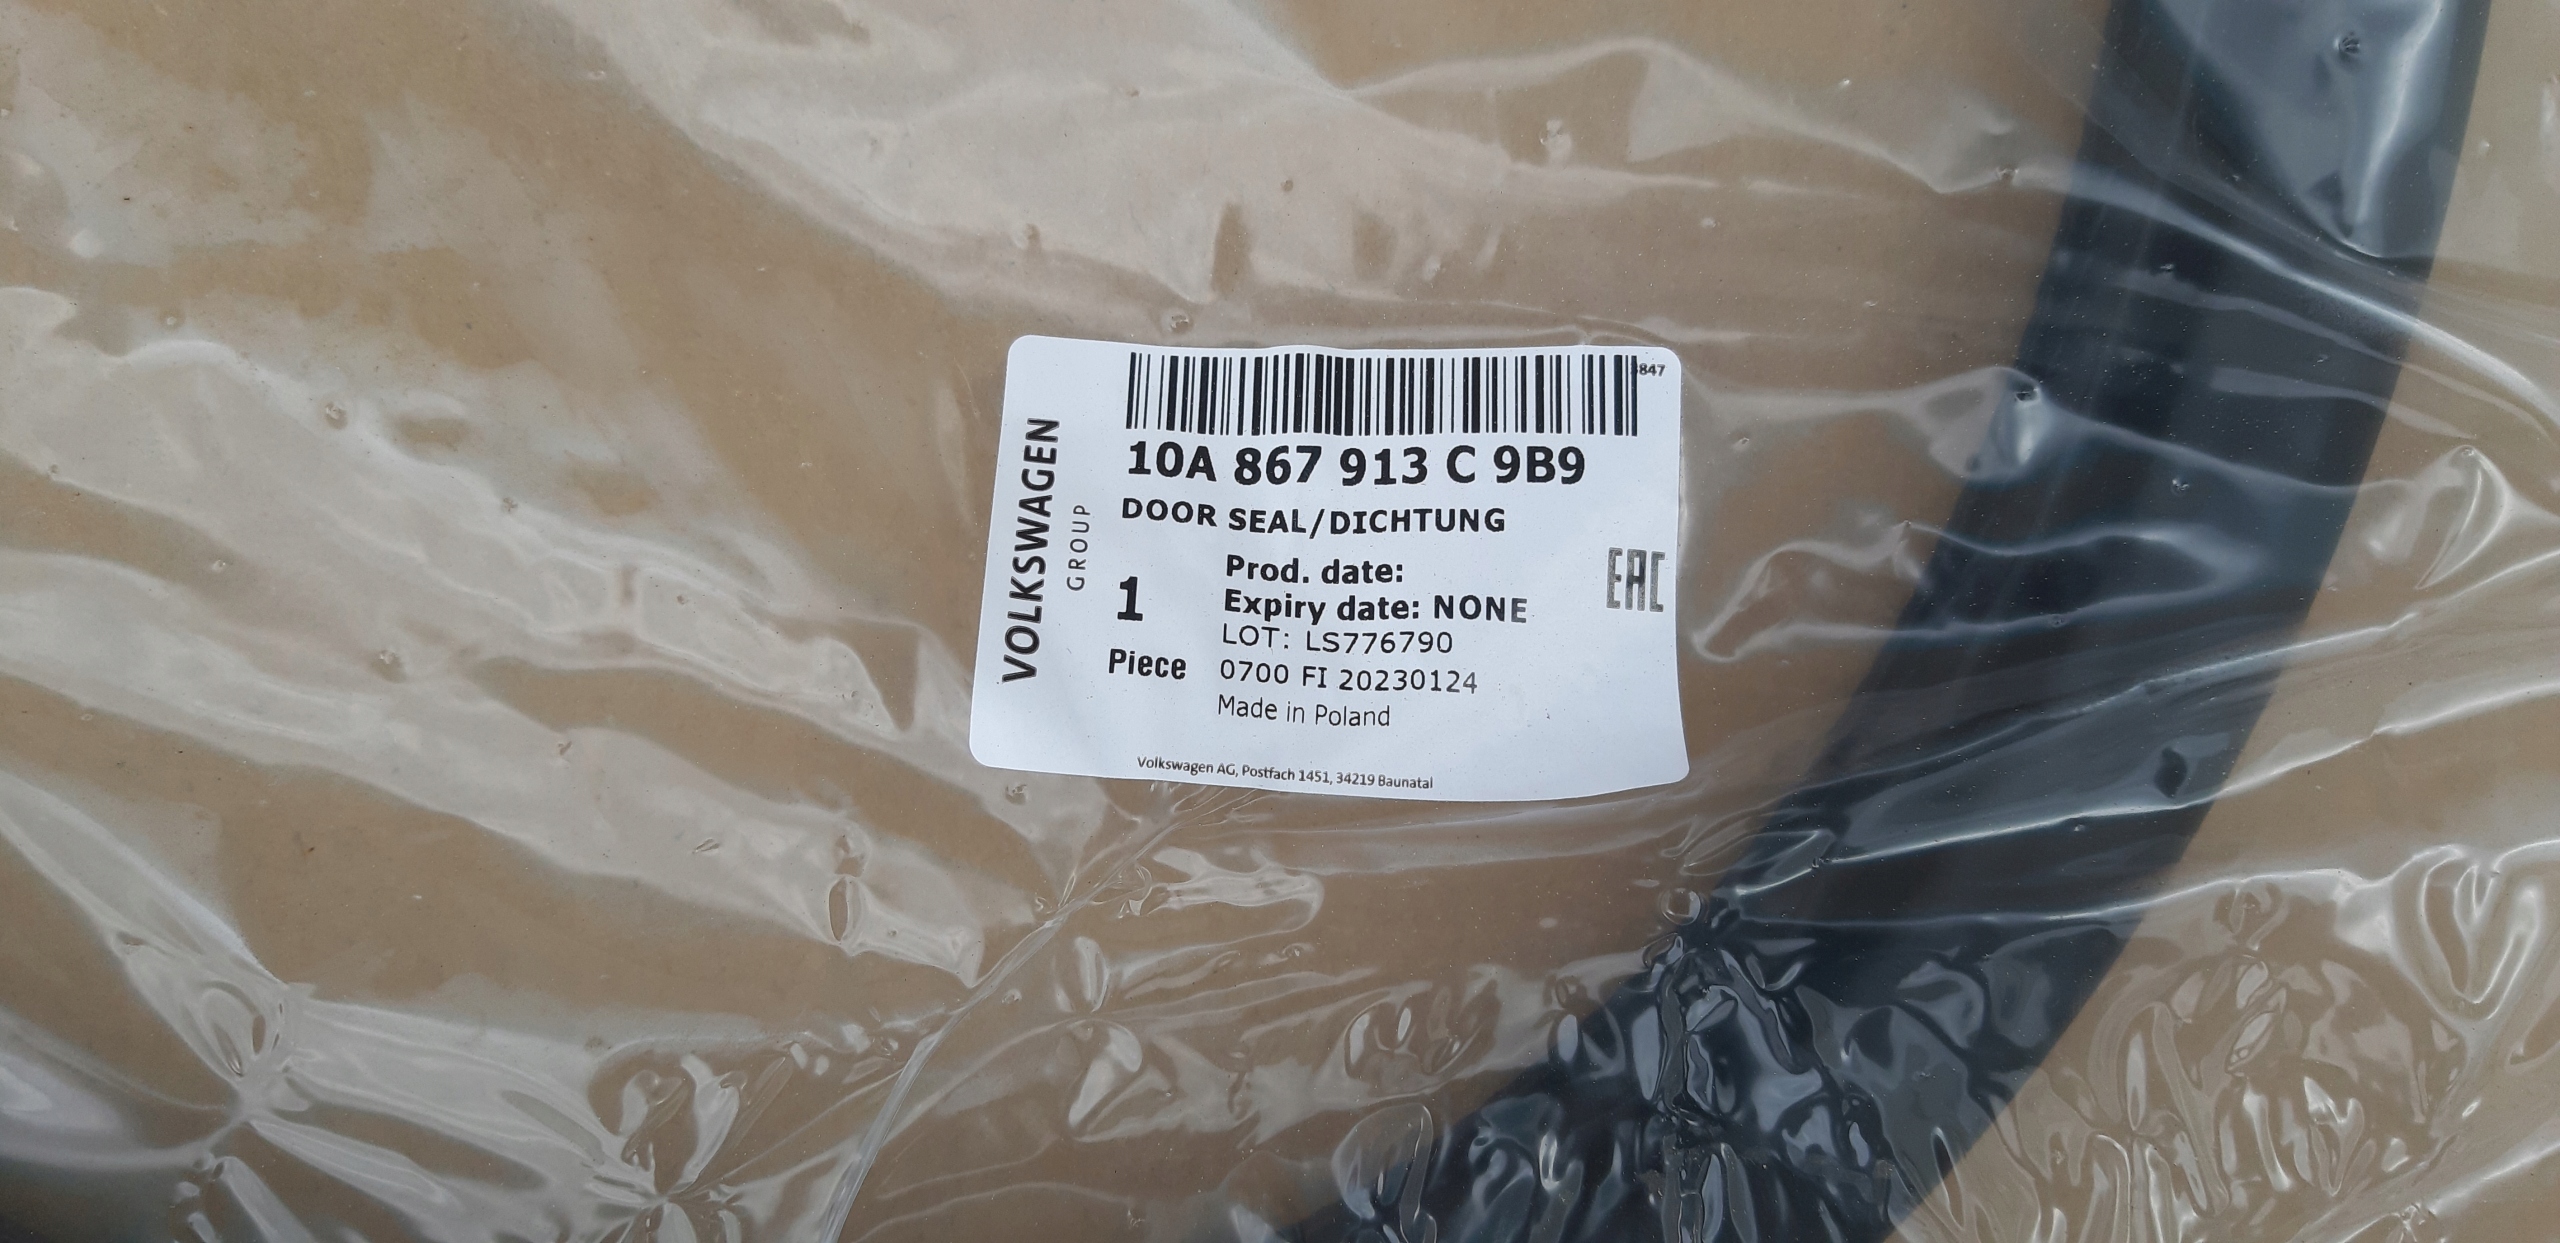 847
10A 867 913 C 9B9
DOOR SEAL/DICHTUNG
VOLKSWAGEN
GROUP
1
Piece
Prod. date:
Expiry date: NONE
LOT: LS776790
0700 FI 20230124
Made in Poland
EAC
Volkswagen AG, Postfach 1451, 34219 Baunatal